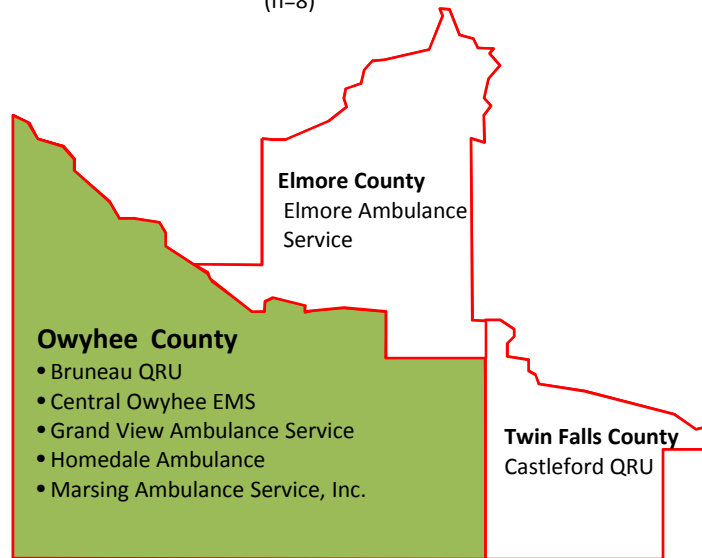 (n=8)
Elmore County
Elmore Ambulance
Service
Owyhee County
• Bruneau QRU
• Central Owyhee EMS
• Grand View Ambulance Service
• Homedale Ambulance
• Marsing Ambulance Service, Inc.
Twin Falls County
Castleford QRU